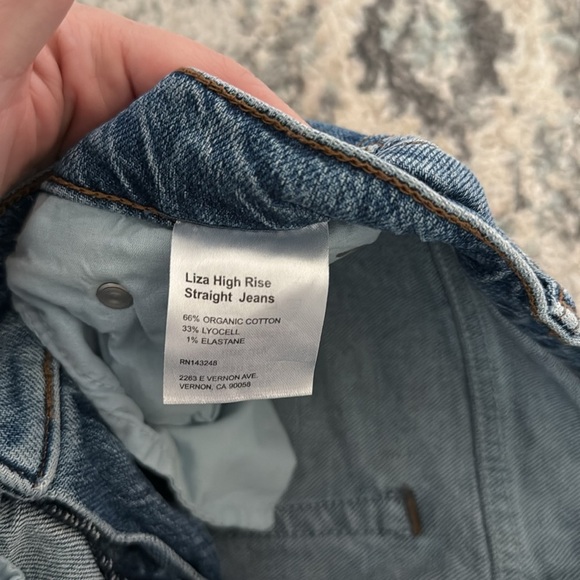 Liza High Rise
Straight Jeans
66% ORGANIC COTTON
33% LYOCELL
1% ELASTANE
RN143248
2263 E VERNON AVE.
VERNON, CA 90058